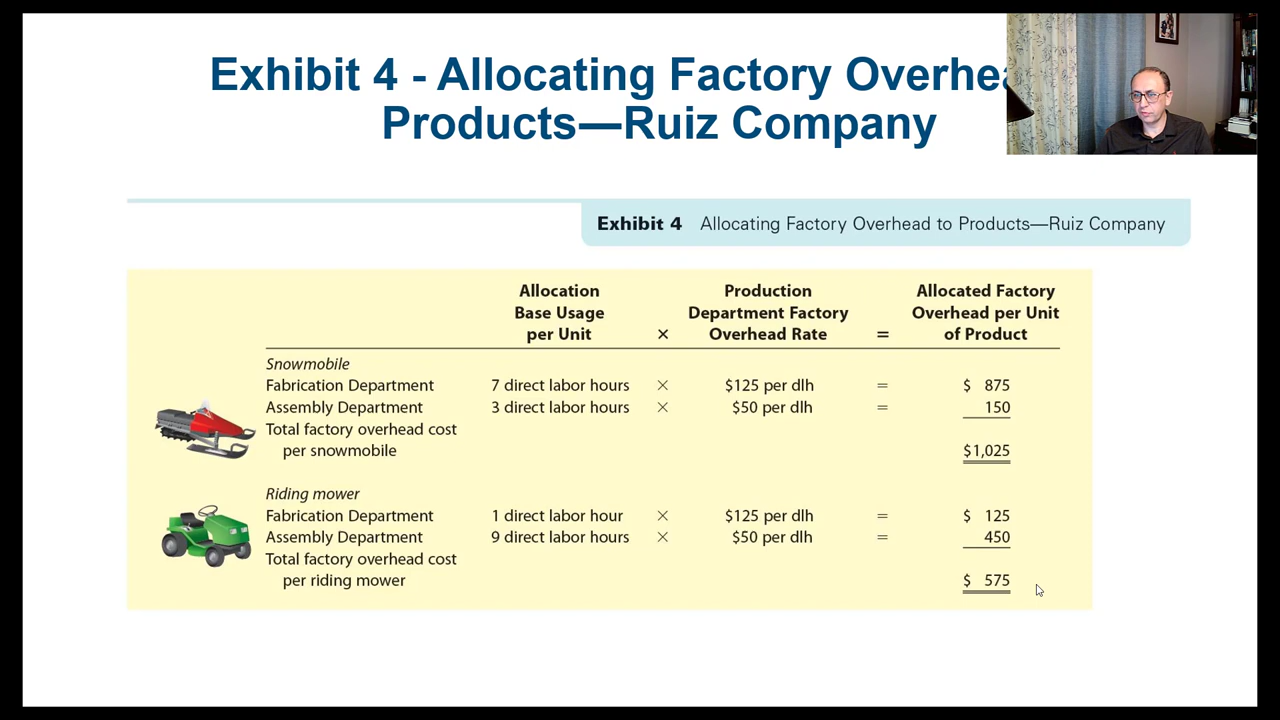 Exhibit 4 - Allocating Factory
Products—Ruiz Company
Exhibit 4 Allocating Factory Overhead to Products—Ruiz Company
Allocation Production Allocated Factory
Base Usage Department Factory Overhead per Unit
per Unit × Overhead Rate = of Product
Snowmobile
Fabrication Department 7 direct labor hours × $125 per dlh = $ 875
Assembly Department 3 direct labor hours × $50 per dlh = 150
Total factory overhead cost
per snowmobile $1,025
Riding mower
Fabrication Department 1 direct labor hour × $125 per dlh = $ 125
Assembly Department 9 direct labor hours × $50 per dlh = 450
Total factory overhead cost
per riding mower $ 575